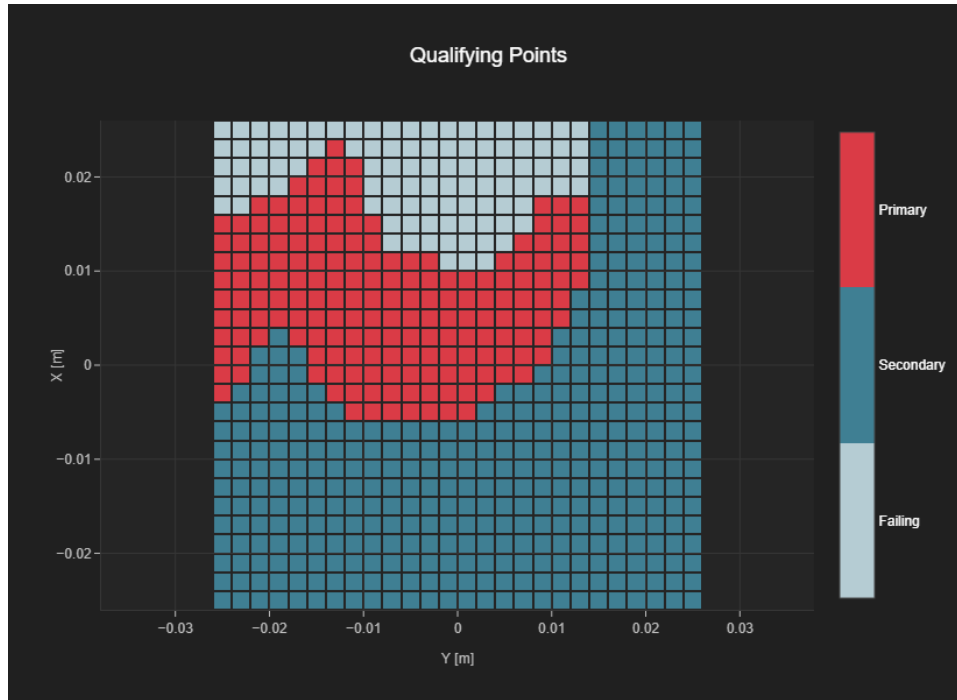 Qualifying Points
0.02
0.01
0
−0.01
−0.02
X [m]
−0.03
−0.02
−0.01
0
0.01
0.02
0.03
Y [m]
Primary
Secondary
Failing